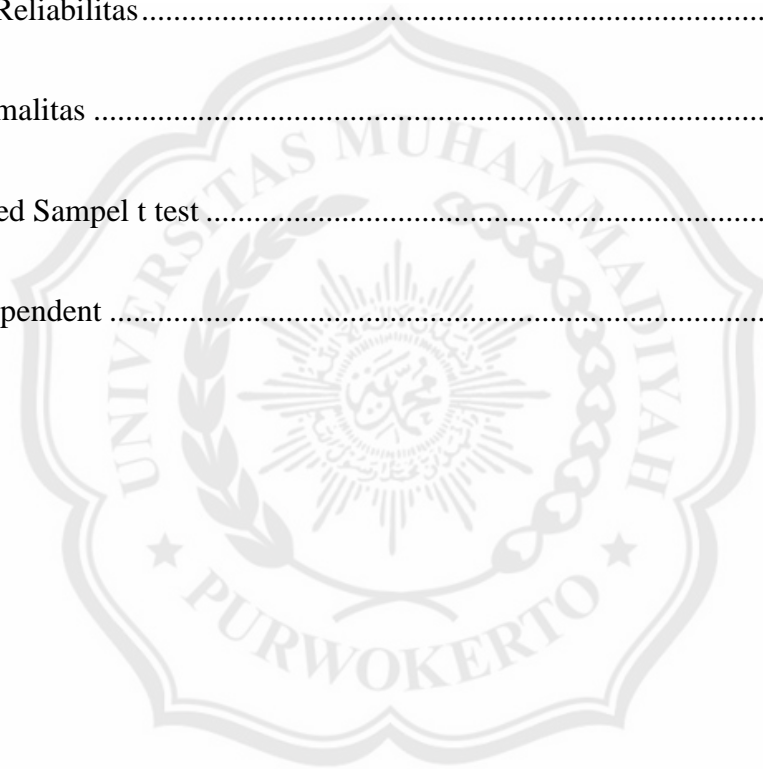 Reliabilitas ............................................................................
malitas ..................................................................................
ed Sampel t test .....................................................................
pendent .................................................................................
UNIVERSITAS MUHAMMADIYAH
PURWOKERTO